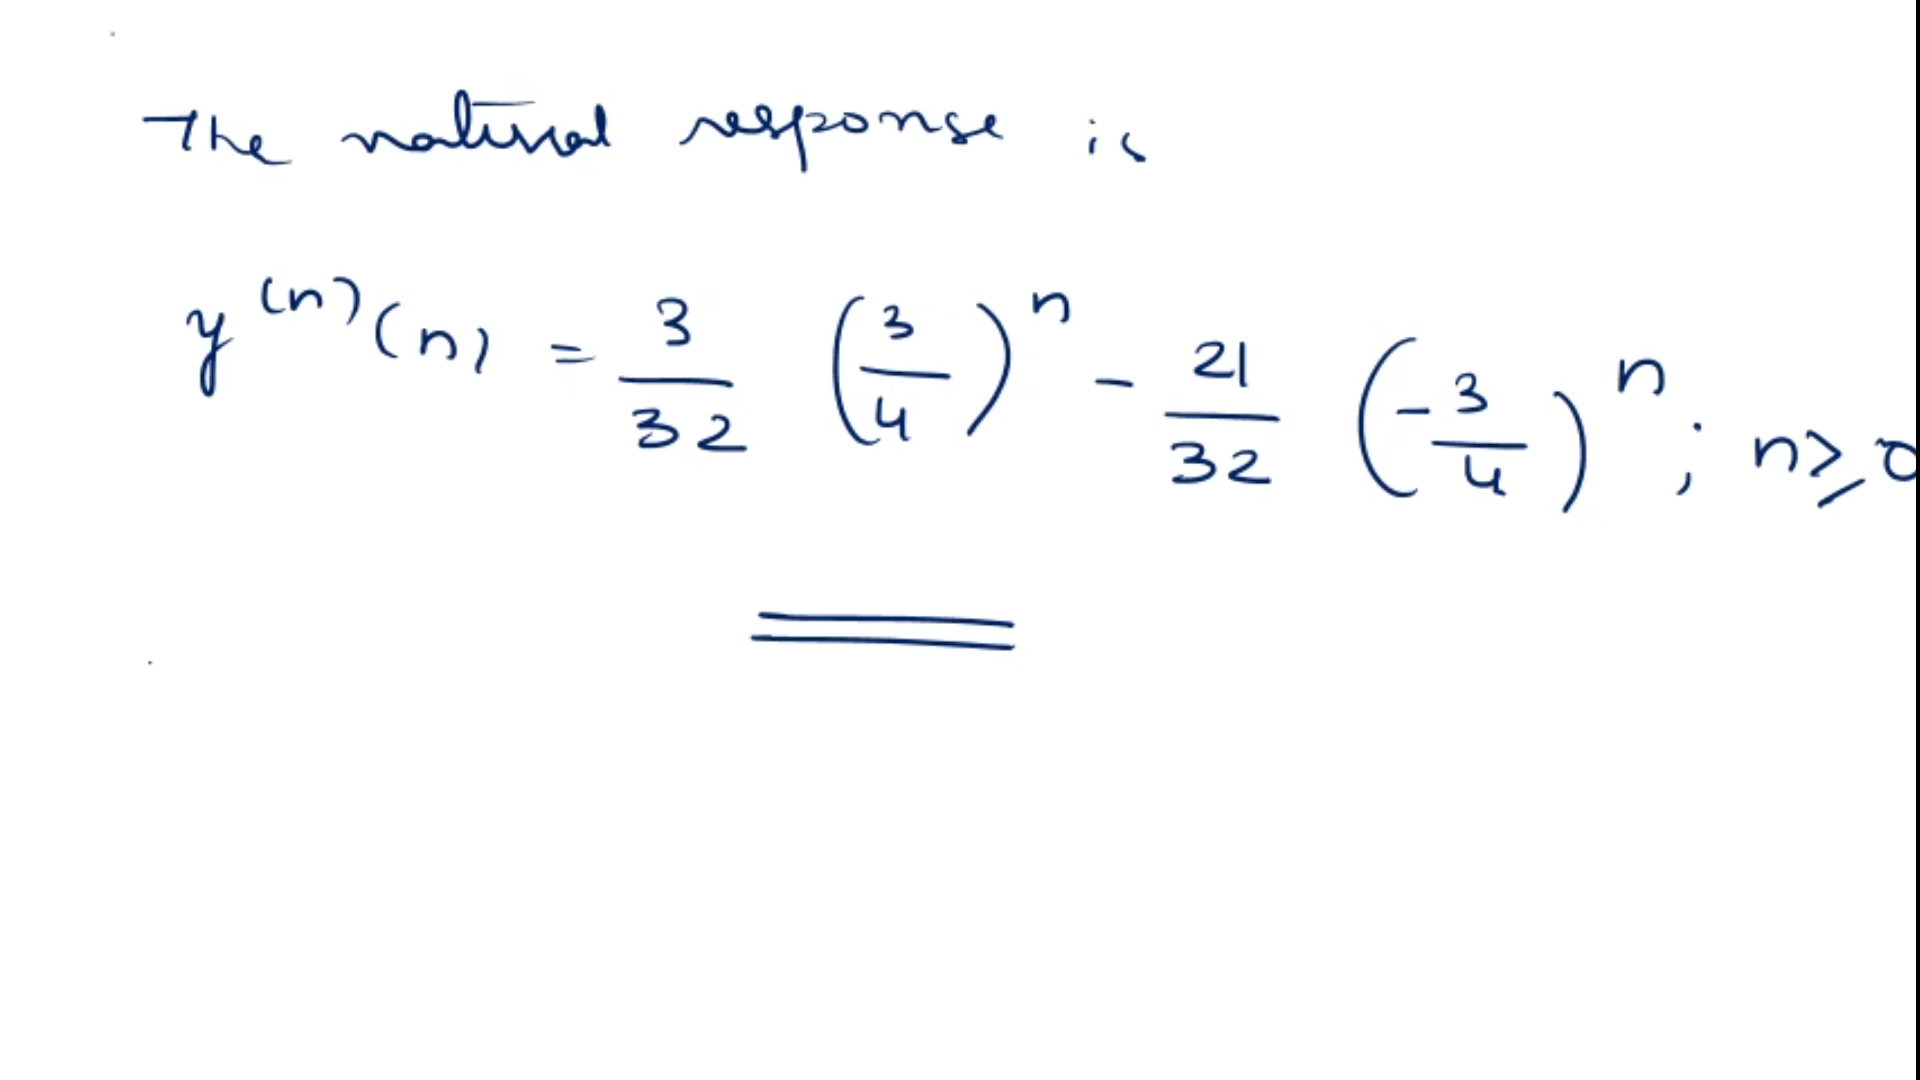 The natural response is
y^(n)(n) = 3/32 (3/4)^n - 21/32 (-3/4)^n ; n≥0